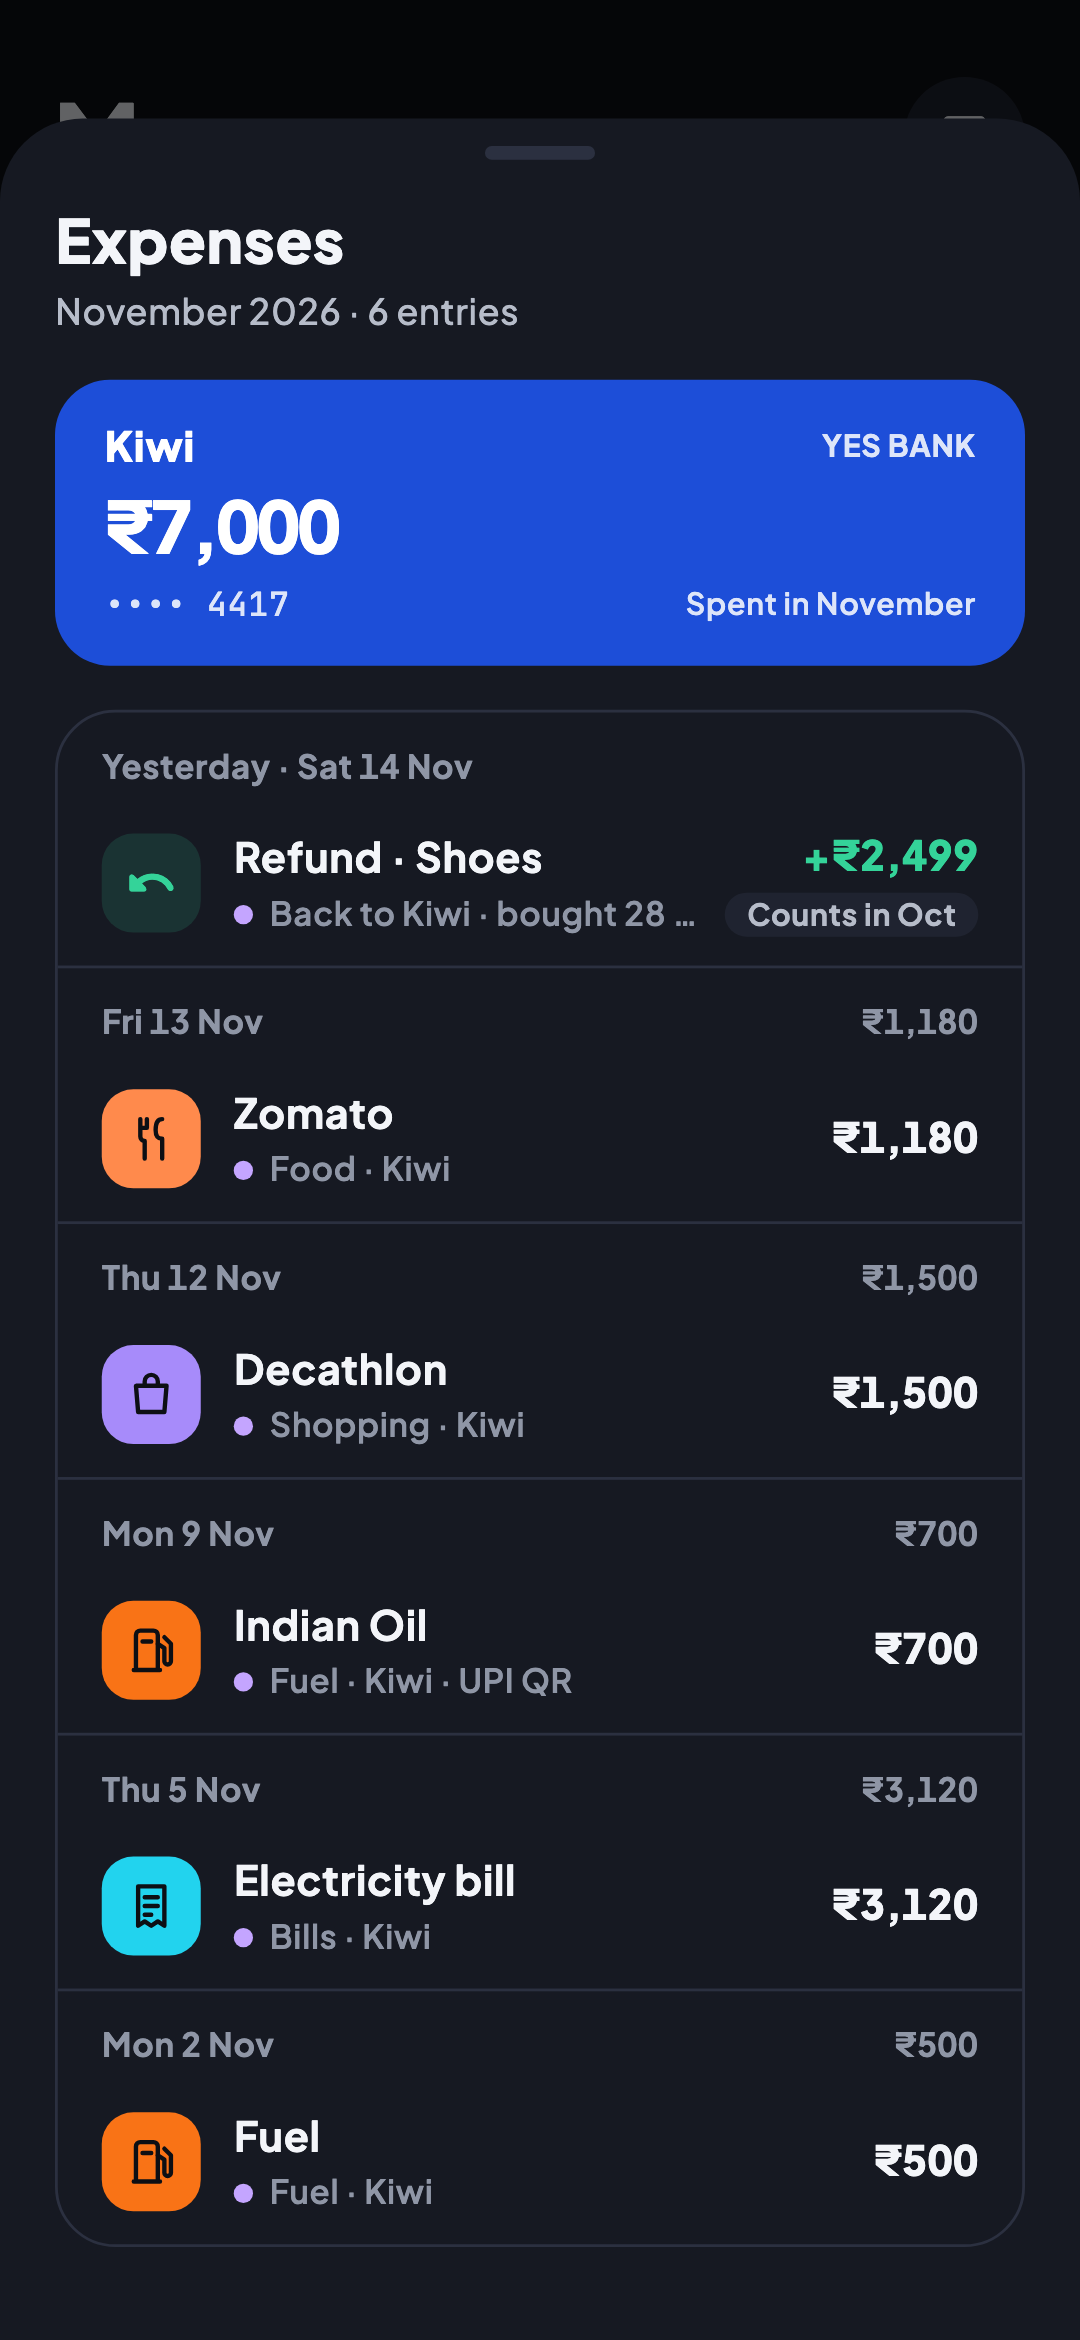 Expenses
November 2026 · 6 entries
Kiwi
YES BANK
₹7,000
•••• 4417
Spent in November
Yesterday · Sat 14 Nov
Refund · Shoes
+₹2,499
Back to Kiwi · bought 28 …
Counts in Oct
Fri 13 Nov
₹1,180
Zomato
₹1,180
Food · Kiwi
Thu 12 Nov
₹1,500
Decathlon
₹1,500
Shopping · Kiwi
Mon 9 Nov
₹700
Indian Oil
₹700
Fuel · Kiwi · UPI QR
Thu 5 Nov
₹3,120
Electricity bill
₹3,120
Bills · Kiwi
Mon 2 Nov
₹500
Fuel
₹500
Fuel · Kiwi